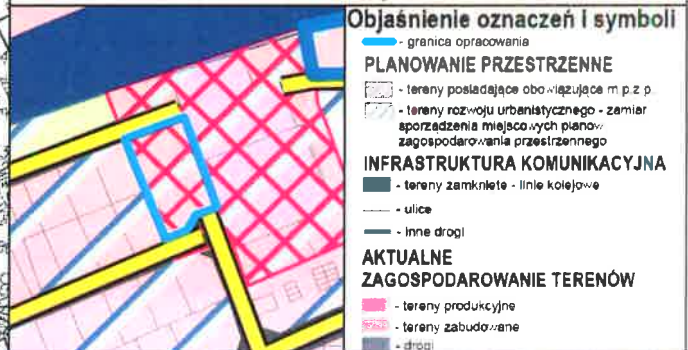 Objaśnienie oznaczeń i symboli
- granica opracowania
PLANOWANIE PRZESTRZENNE
- tereny posiadające obowiązujące m.p.z.p.
- tereny rozwoju urbanistycznego - zamiar
sporządzenia miejscowych planów
zagospodarowania przestrzennego
INFRASTRUKTURA KOMUNIKACYJNA
- tereny zamknięte - linie kolejowe
- ulice
- inne drogi
AKTUALNE
ZAGOSPODAROWANIE TERENÓW
- tereny produkcyjne
- tereny zabudowane
- drogi